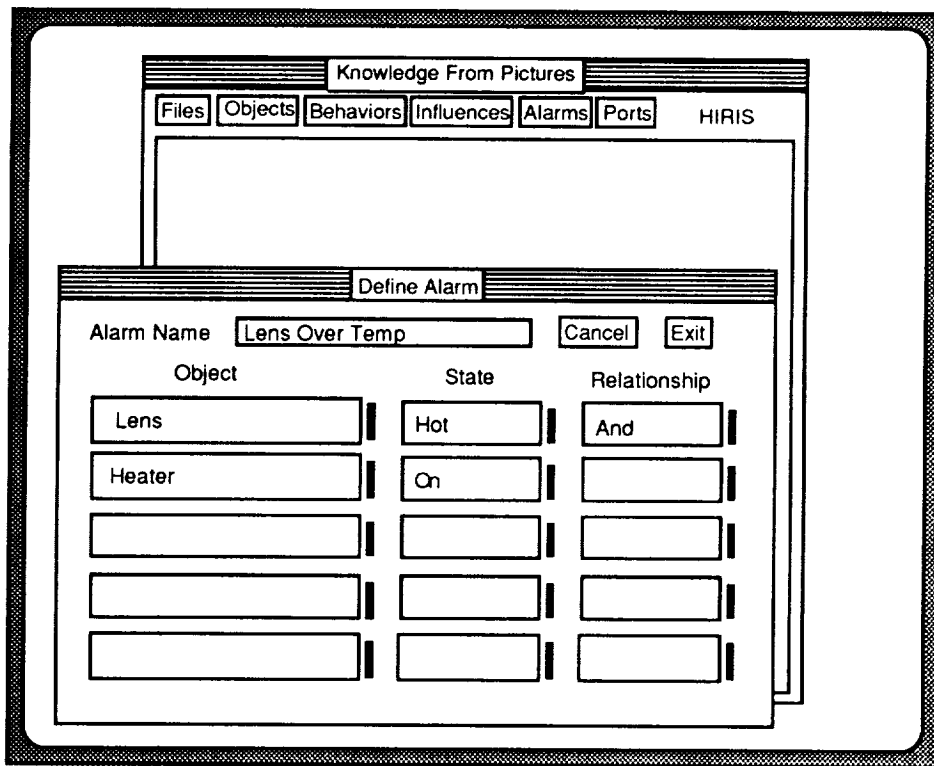 Knowledge From Pictures
Files Objects Behaviors Influences Alarms Ports HIRIS
Define Alarm
Alarm Name Lens Over Temp Cancel Exit
Object State Relationship
Lens Hot And
Heater On